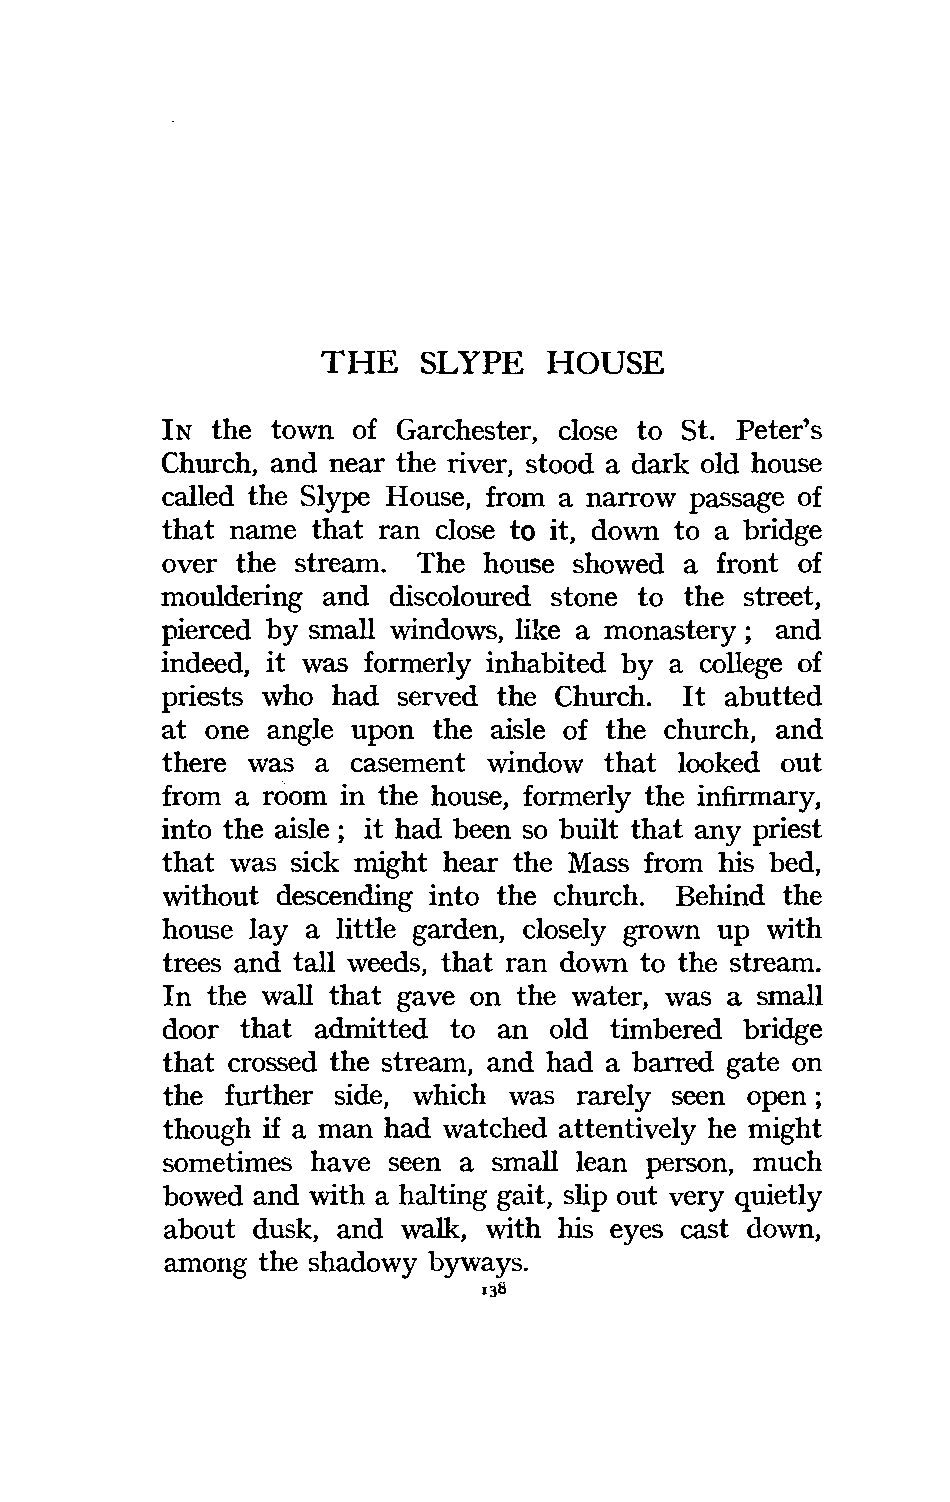 THE SLYPE HOUSE
IN the town of Garchester, close to St. Peter's
Church, and near the river, stood a dark old house
called the Slype House, from a narrow passage of
that name that ran close to it, down to a bridge
over the stream. The house showed a front of
mouldering and discoloured stone to the street,
pierced by small windows, like a monastery ; and
indeed, it was formerly inhabited by a college of
priests who had served the Church. It abutted
at one angle upon the aisle of the church, and
there was a casement window that looked out
from a room in the house, formerly the infirmary,
into the aisle ; it had been so built that any priest
that was sick might hear the Mass from his bed,
without descending into the church. Behind the
house lay a little garden, closely grown up with
trees and tall weeds, that ran down to the stream.
In the wall that gave on the water, was a small
door that admitted to an old timbered bridge
that crossed the stream, and had a barred gate on
the further side, which was rarely seen open ;
though if a man had watched attentively he might
sometimes have seen a small lean person, much
bowed and with a halting gait, slip out very quietly
about dusk, and walk, with his eyes cast down,
among the shadowy byways.
138